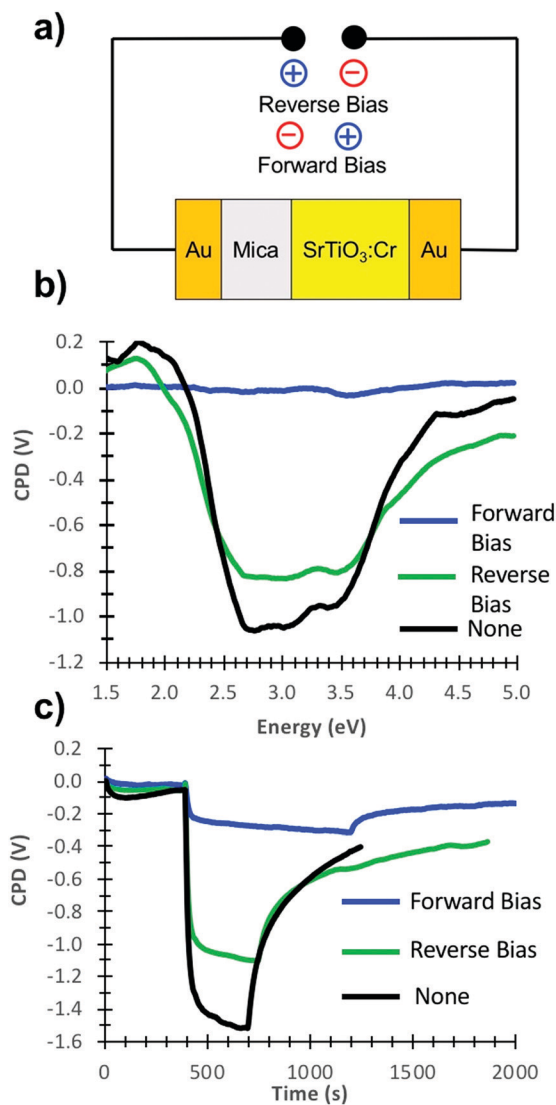 a)
+ −
Reverse Bias
− +
Forward Bias
Au Mica SrTiO₃:Cr Au
b)
0.2
0.0
-0.2
-0.4
-0.6
-0.8
-1.0
-1.2
CPD (V)
Forward
Bias
Reverse
Bias
None
1.5 2.0 2.5 3.0 3.5 4.0 4.5 5.0
Energy (eV)
c)
0.2
0.0
-0.2
-0.4
-0.6
-0.8
-1.0
-1.2
-1.4
-1.6
CPD (V)
Forward Bias
Reverse Bias
None
0 500 1000 1500 2000
Time (s)